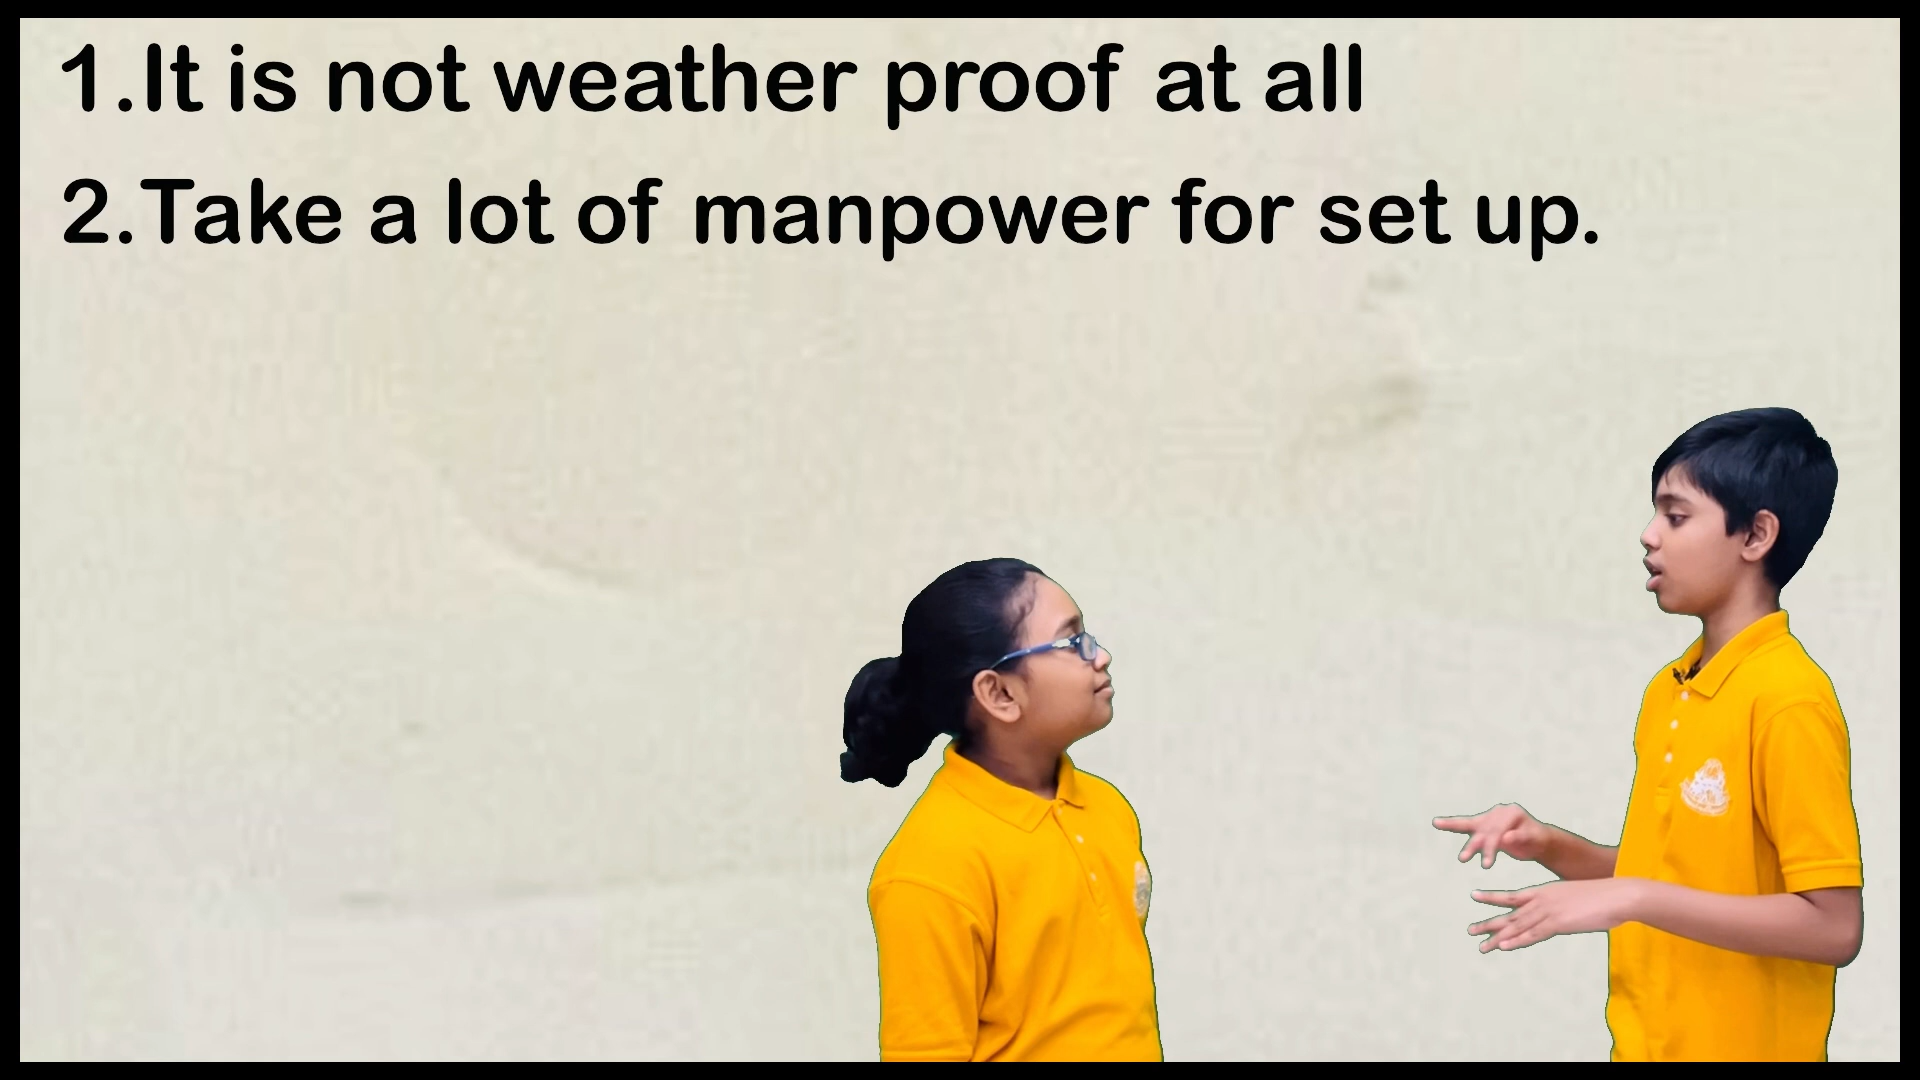 1.It is not weather proof at all
2.Take a lot of manpower for set up.